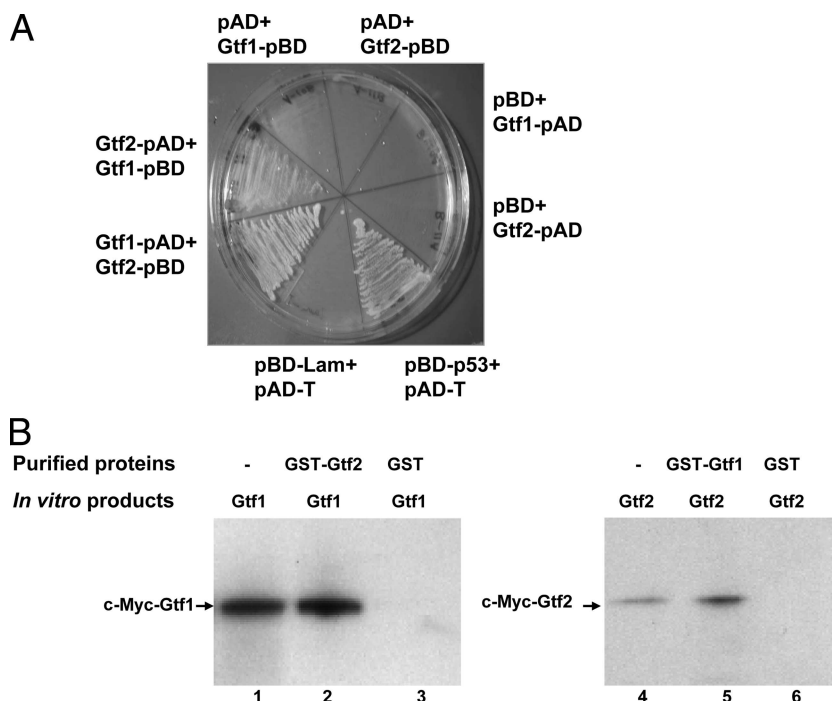 A
pAD+
Gtf1-pBD
pAD+
Gtf2-pBD
pBD+
Gtf1-pAD
Gtf2-pAD+
Gtf1-pBD
pBD+
Gtf2-pAD
Gtf1-pAD+
Gtf2-pBD
pBD-Lam+
pAD-T
pBD-p53+
pAD-T
B
Purified proteins - GST-Gtf2 GST - GST-Gtf1 GST
In vitro products Gtf1 Gtf1 Gtf1 Gtf2 Gtf2 Gtf2
c-Myc-Gtf1 c-Myc-Gtf2
1 2 3 4 5 6